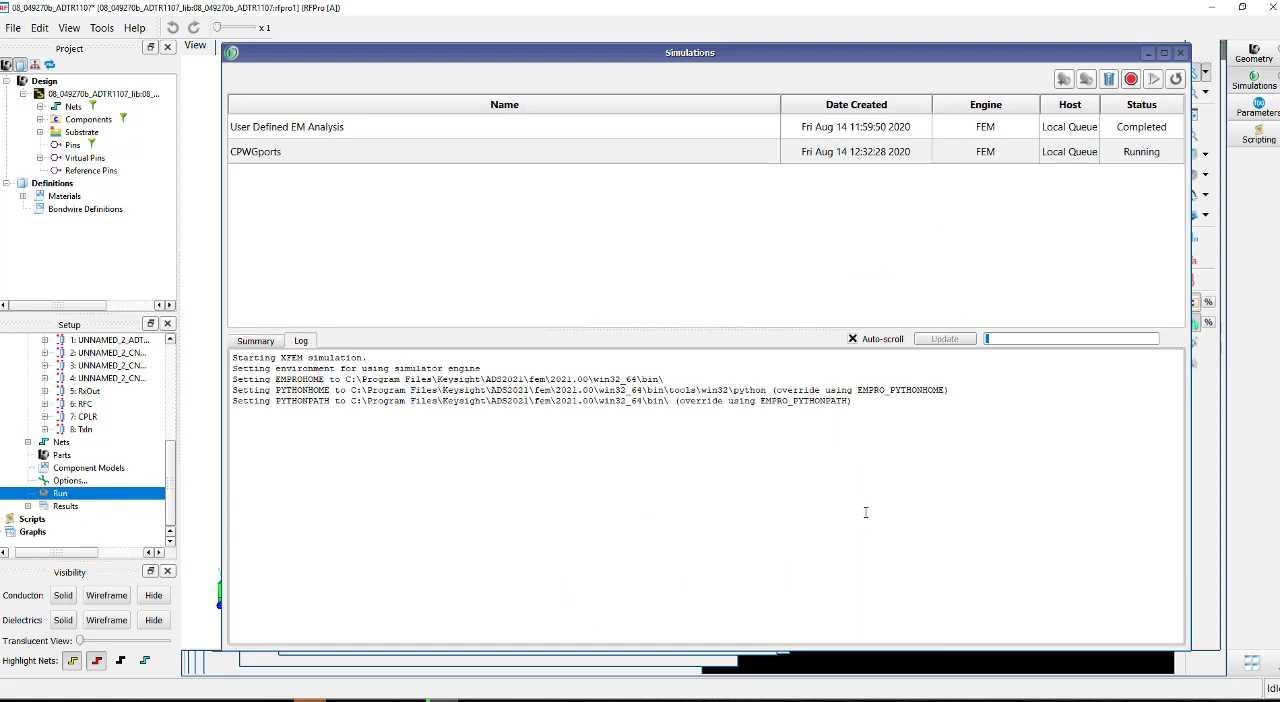 08_049270b_ADTR1107* [08_049270b_ADTR1107_lib:08_049270b_ADTR1107:rfpro1] (RFPro [A])
File Edit View Tools Help x 1
Project
View
Design
08_049270b_ADTR1107_lib:08_...
Nets
Components
Substrate
Pins
Virtual Pins
Reference Pins
Definitions
Materials
Bondwire Definitions
Setup
1: UNNAMED_2_ADT...
2: UNNAMED_2_CN...
3: UNNAMED_2_CN...
4: UNNAMED_2_CN...
5: RxOut
6: RFC
7: CPLR
8: TxIn
Nets
Parts
Component Models
Options...
Run
Results
Scripts
Graphs
Visibility
Conductor: Solid Wireframe Hide
Dielectrics Solid Wireframe Hide
Translucent View:
Highlight Nets:
Simulations
Name Date Created Engine Host Status
User Defined EM Analysis Fri Aug 14 11:59:50 2020 FEM Local Queue Completed
CPWGports Fri Aug 14 12:32:28 2020 FEM Local Queue Running
Summary Log Auto-scroll Update
Starting XFEM simulation.
Setting environment for using simulator engine
Setting EMPROHOME to C:\Program Files\Keysight\ADS2021\fem\2021.00\win32_64\bin\
Setting PYTHONHOME to C:\Program Files\Keysight\ADS2021\fem\2021.00\win32_64\bin\tools\win32\python (override using EMPRO_PYTHONHOME)
Setting PYTHONPATH to C:\Program Files\Keysight\ADS2021\fem\2021.00\win32_64\bin\ (override using EMPRO_PYTHONPATH)
Geometry
Simulations
Parameters
Scripting
%
%